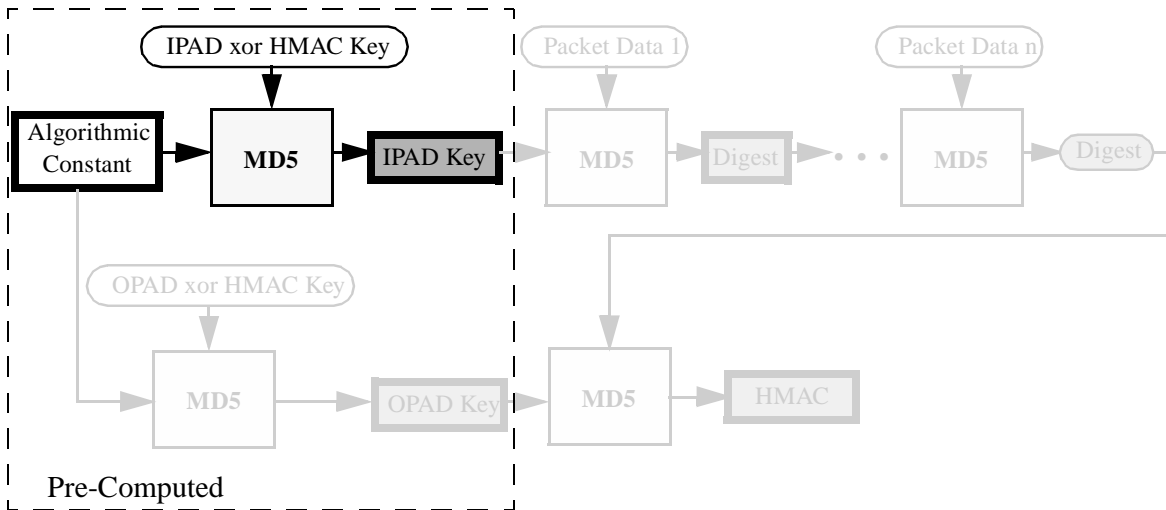 IPAD xor HMAC Key
Packet Data 1
Packet Data n
Algorithmic
Constant
MD5
IPAD Key
MD5
Digest
• • •
MD5
Digest
OPAD xor HMAC Key
MD5
OPAD Key
MD5
HMAC
Pre-Computed